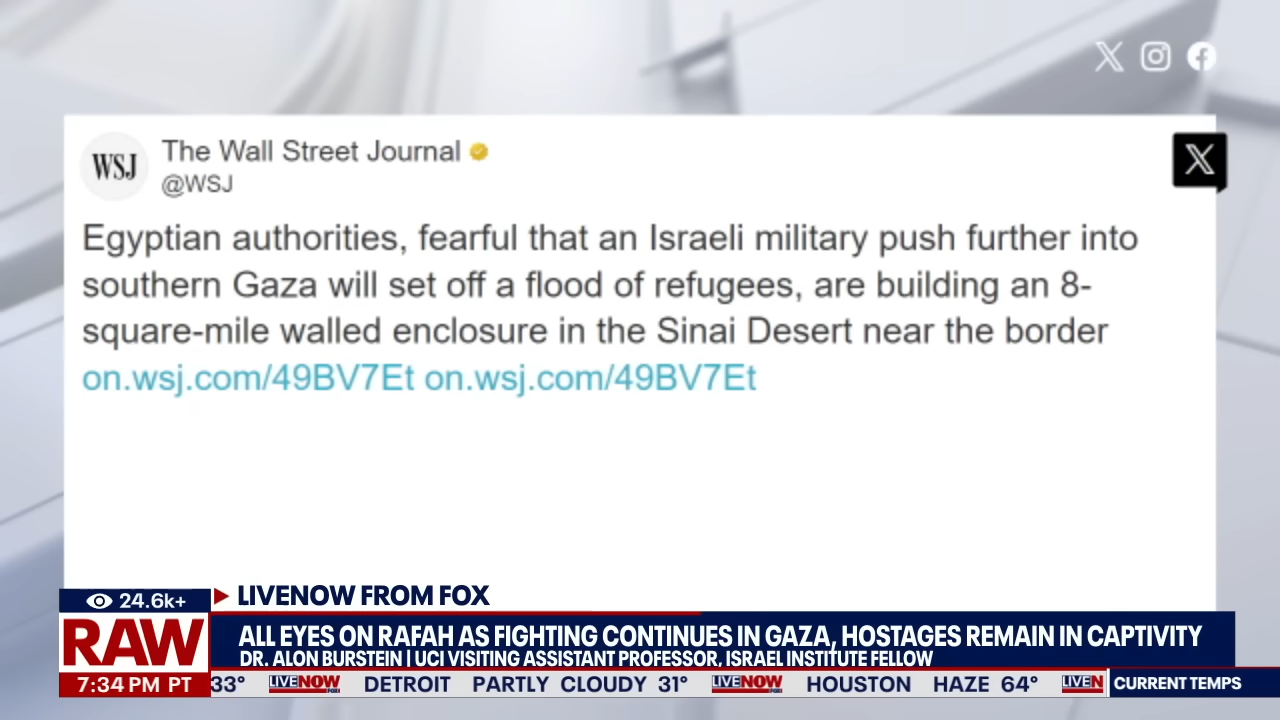 The Wall Street Journal
WSJ
@WSJ
X
Egyptian authorities, fearful that an Israeli military push further into
southern Gaza will set off a flood of refugees, are building an 8-
square-mile walled enclosure in the Sinai Desert near the border
on.wsj.com/49BV7Et on.wsj.com/49BV7Et
24.6k+
LIVENOW FROM FOX
RAW
ALL EYES ON RAFAH AS FIGHTING CONTINUES IN GAZA, HOSTAGES REMAIN IN CAPTIVITY
DR. ALON BURSTEIN | UCI VISITING ASSISTANT PROFESSOR, ISRAEL INSTITUTE FELLOW
7:34 PM PT
33° LIVENOW FOX DETROIT PARTLY CLOUDY 31° LIVENOW FOX HOUSTON HAZE 64° LIVEN CURRENT TEMPS